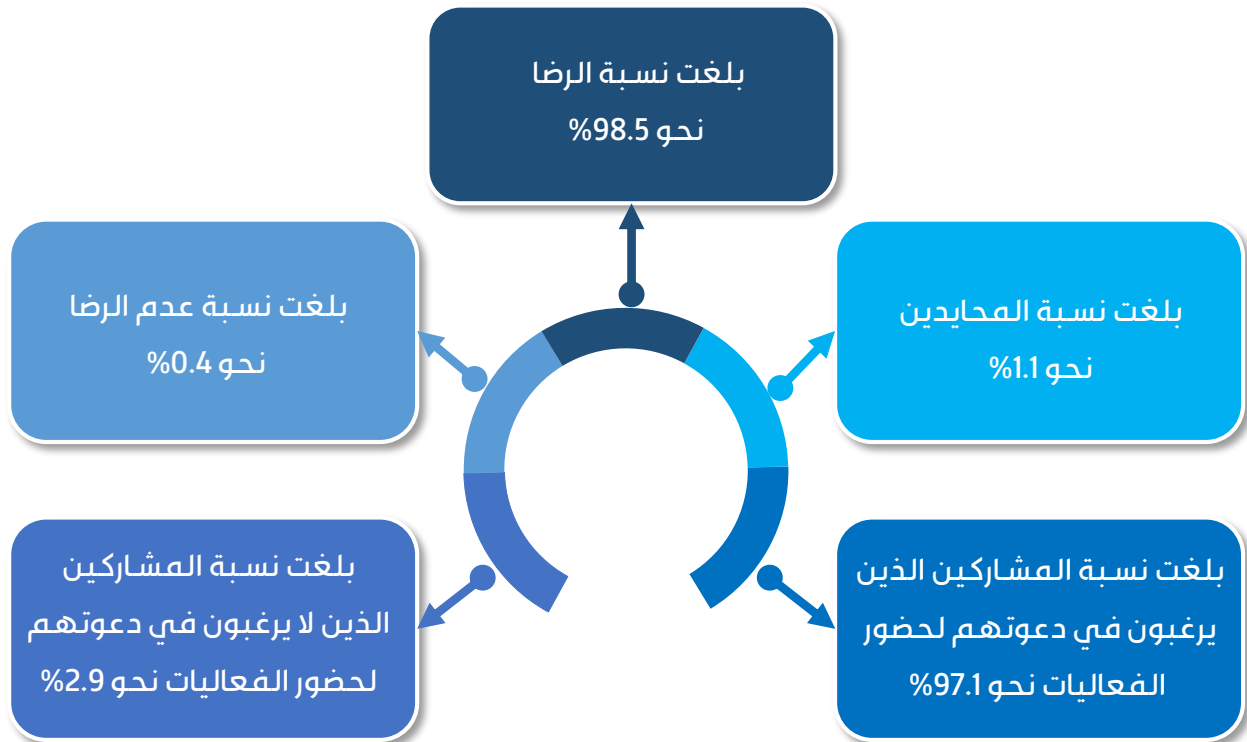 بلغت نسبة الرضا
نحو 98.5%
بلغت نسبة المحايدين
نحو 1.1%
بلغت نسبة عدم الرضا
نحو 0.4%
بلغت نسبة المشاركين الذين
يرغبون في دعوتهم لحضور
الفعاليات نحو 97.1%
بلغت نسبة المشاركين
الذين لا يرغبون في دعوتهم
لحضور الفعاليات نحو 2.9%